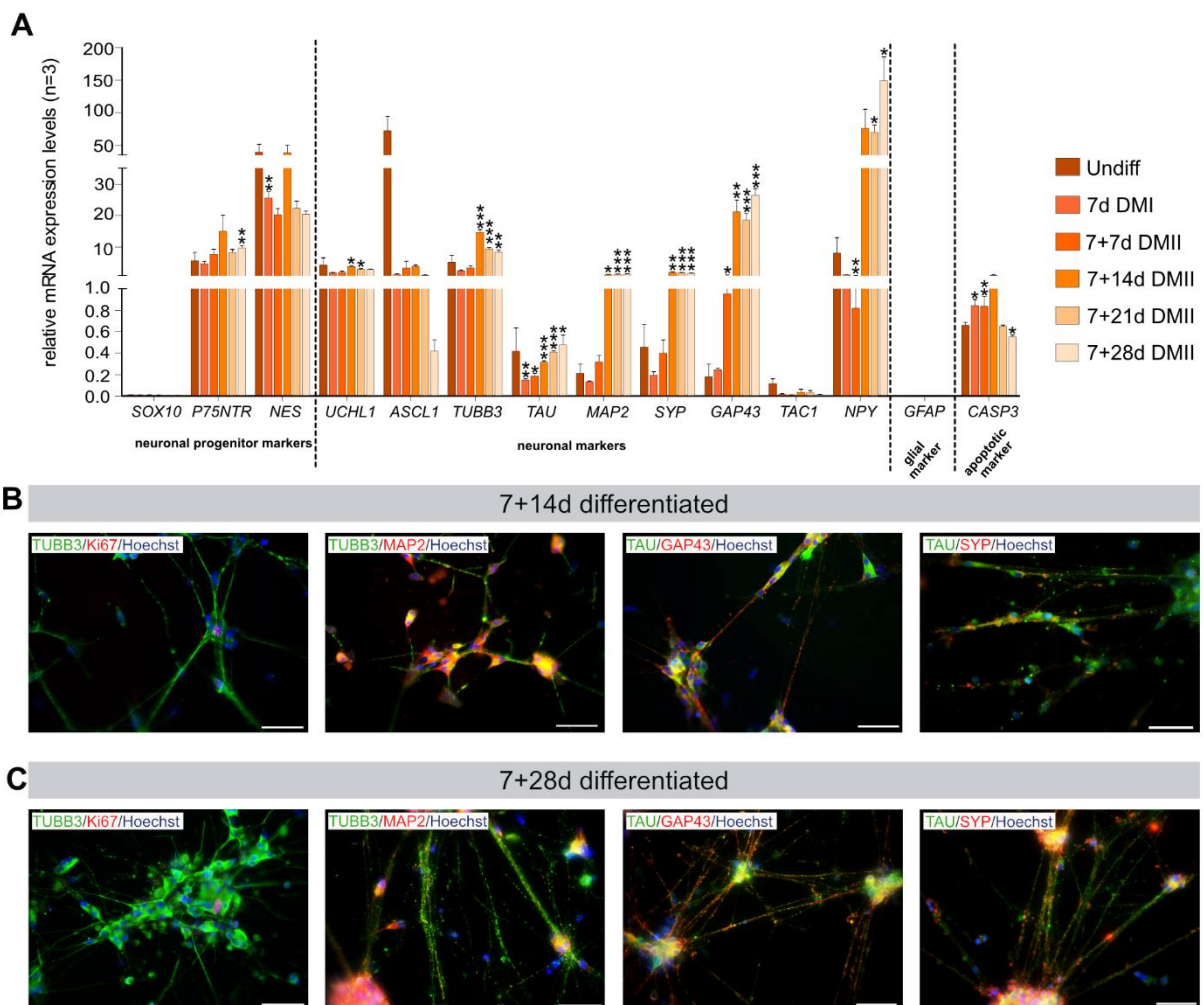 A
relative mRNA expression levels (n=3)
200
150
100
50
30
20
10
1.0
0.8
0.6
0.4
0.2
0.0
** ** * * *** *** ** ** ** *** *** ** * *** *** ** *** *** * ** *** *** ** * * * ** *
SOX10 P75NTR NES UCHL1 ASCL1 TUBB3 TAU MAP2 SYP GAP43 TAC1 NPY GFAP CASP3
neuronal progenitor markers neuronal markers glial marker apoptotic marker
Undiff
7d DMI
7+7d DMII
7+14d DMII
7+21d DMII
7+28d DMII
B
7+14d differentiated
TUBB3/Ki67/Hoechst TUBB3/MAP2/Hoechst TAU/GAP43/Hoechst TAU/SYP/Hoechst
C
7+28d differentiated
TUBB3/Ki67/Hoechst TUBB3/MAP2/Hoechst TAU/GAP43/Hoechst TAU/SYP/Hoechst